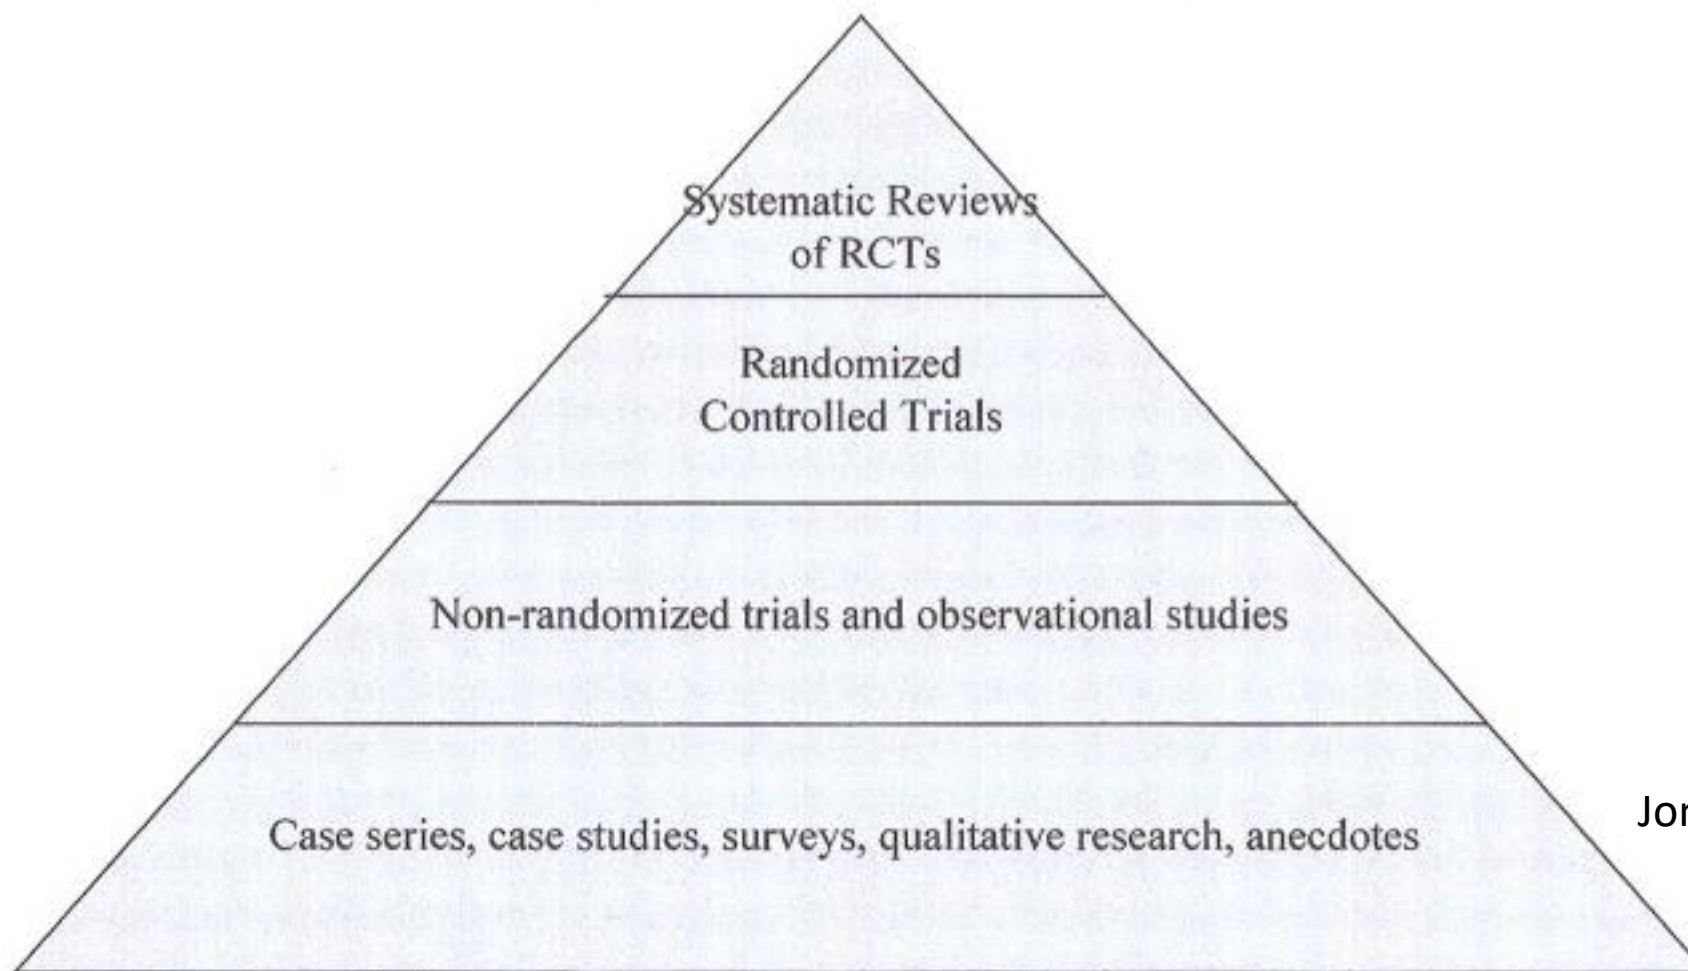 Systematic Reviews
of RCTs
Randomized
Controlled Trials
Non-randomized trials and observational studies
Case series, case studies, surveys, qualitative research, anecdotes